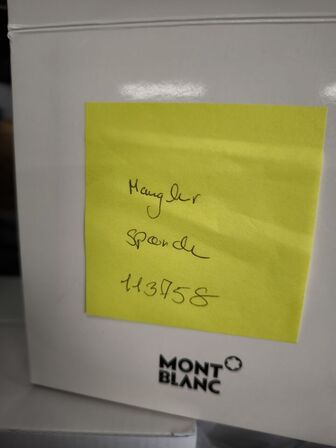 Mangler
spænde
113758
MONT
BLANC